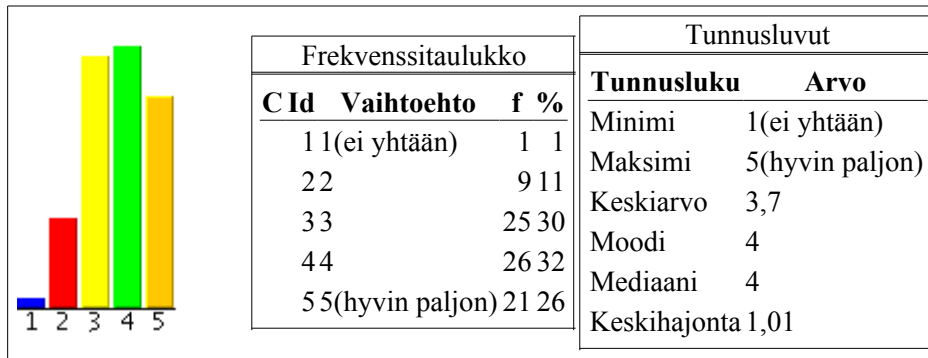 1 2 3 4 5
Frekvenssitaulukko
C Id Vaihtoehto f %
1 1(ei yhtään) 1 1
2 2 9 11
3 3 25 30
4 4 26 32
5 5(hyvin paljon) 21 26
Tunnusluvut
Tunnusluku Arvo
Minimi 1(ei yhtään)
Maksimi 5(hyvin paljon)
Keskiarvo 3,7
Moodi 4
Mediaani 4
Keskihajonta 1,01